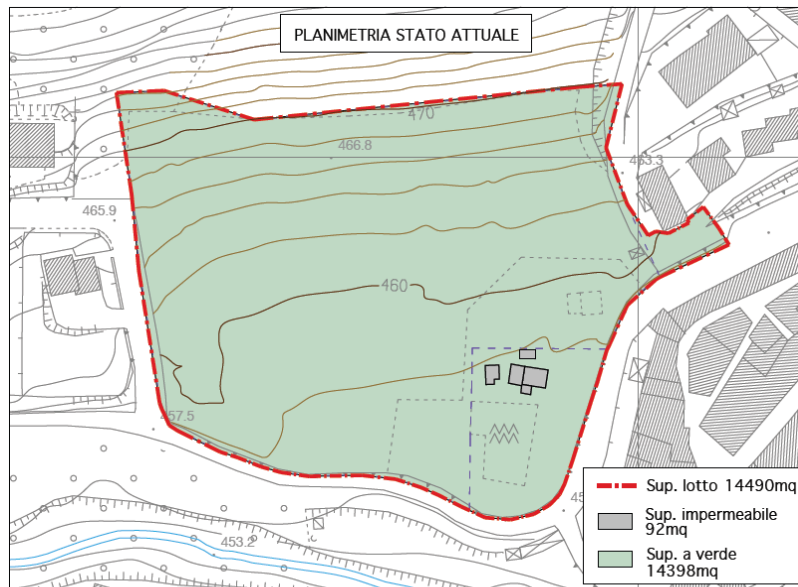 PLANIMETRIA STATO ATTUALE
470
466.8
463.3
465.9
460
457.5
453.2
Sup. lotto 14490mq
Sup. impermeabile
92mq
Sup. a verde
14398mq